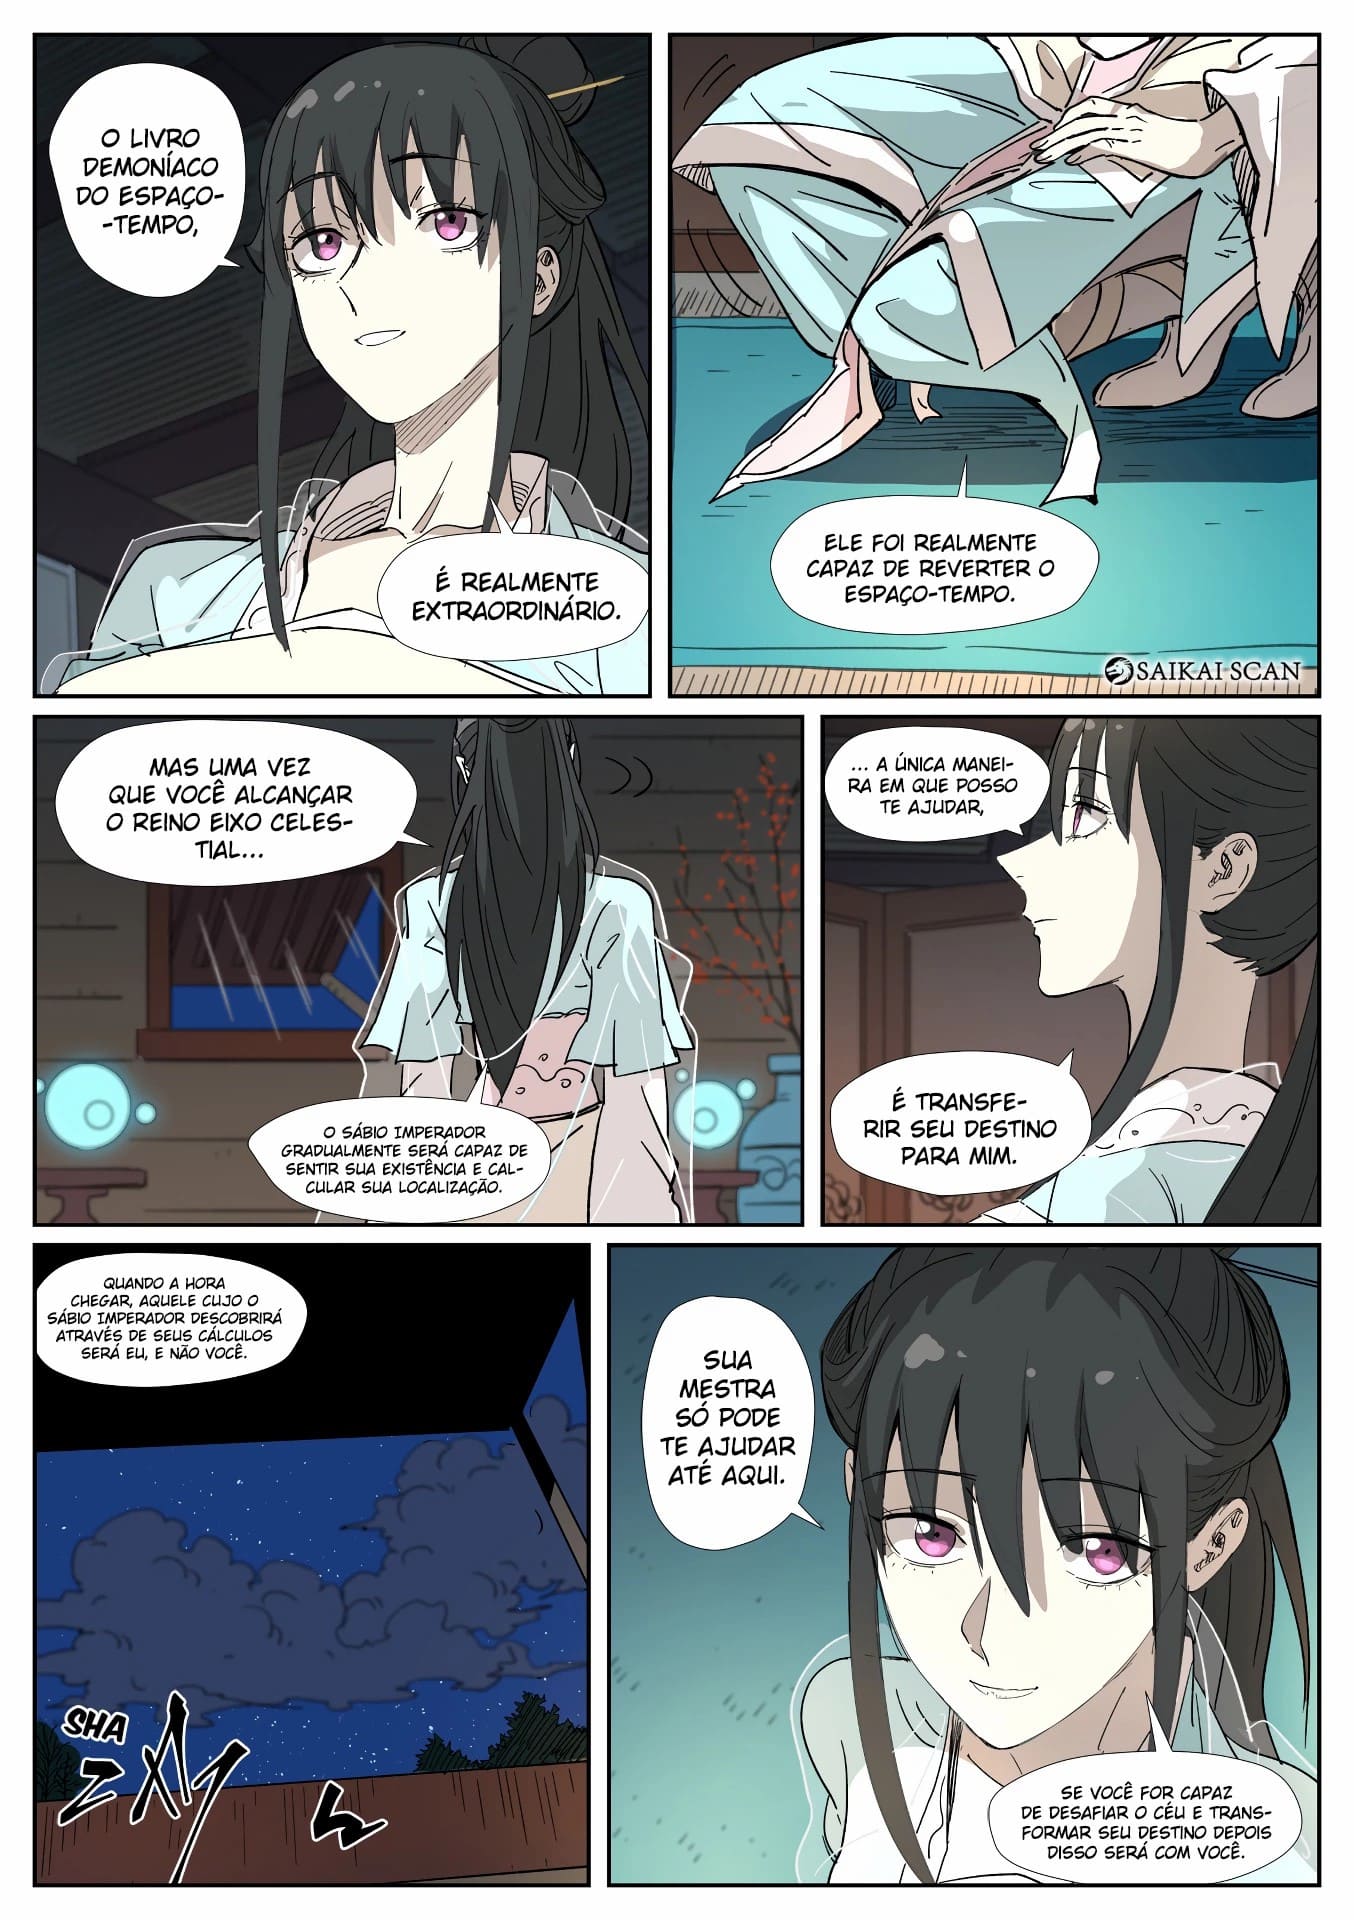 O LIVRO
DEMONÍACO
DO ESPAÇO-
-TEMPO,
É REALMENTE
EXTRAORDINÁRIO.
ELE FOI REALMENTE
CAPAZ DE REVERTER O
ESPAÇO-TEMPO.
SAIKAI SCAN
MAS UMA VEZ
QUE VOCÊ ALCANÇAR
O REINO EIXO CELES-
TIAL...
O SÁBIO IMPERADOR
GRADUALMENTE SERÁ CAPAZ DE
SENTIR SUA EXISTÊNCIA E CAL-
CULAR SUA LOCALIZAÇÃO.
... A ÚNICA MANEI-
RA EM QUE POSSO
TE AJUDAR,
É TRANSFE-
RIR SEU DESTINO
PARA MIM.
QUANDO A HORA
CHEGAR, AQUELE CUJO O
SÁBIO IMPERADOR DESCOBRIRÁ
ATRAVÉS DE SEUS CÁLCULOS
SERÁ EU, E NÃO VOCÊ.
SHA
SUA
MESTRA
SÓ PODE
TE AJUDAR
ATÉ AQUI.
SE VOCÊ FOR CAPAZ
DE DESAFIAR O CÉU E TRANS-
FORMAR SEU DESTINO DEPOIS
DISSO SERÁ COM VOCÊ.